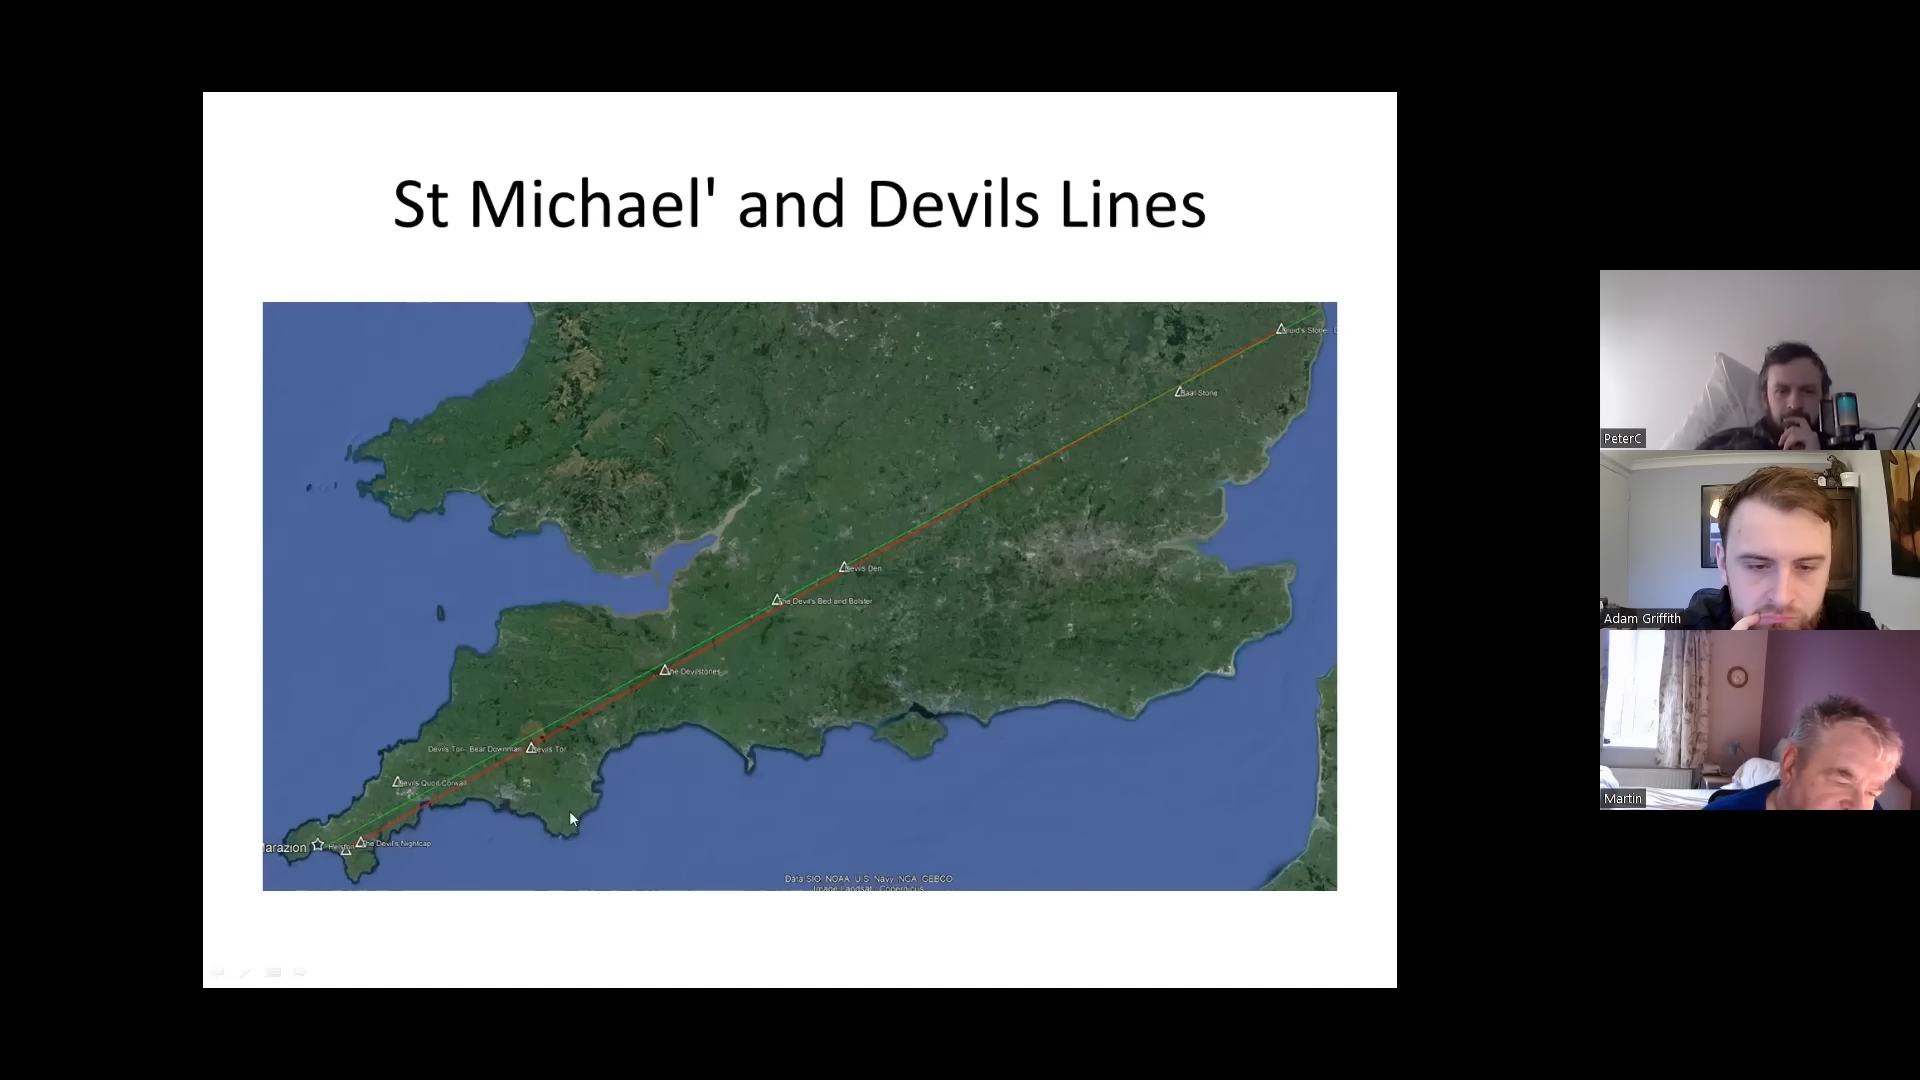 St Michael' and Devils Lines
Druid's Stone
Baal Stone
Devils Den
The Devil's Bed and Bolster
The Devilstones
Devils Tor- Bear Downman
Devils Tor
Devils Quoit Corwall
Marazion
Helston
The Devil's Nightcap
Data SIO, NOAA, U.S. Navy, NGA, GEBCO
Image Landsat / Copernicus
PeterC
Adam Griffith
Martin